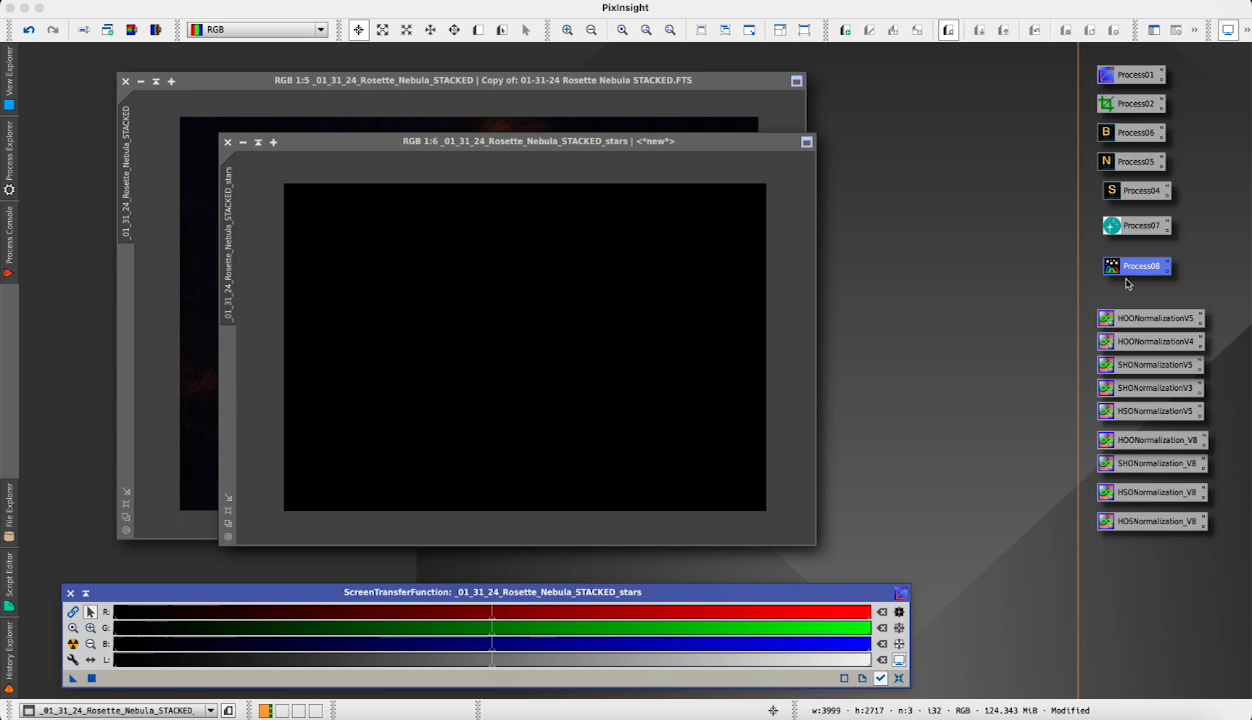 PixInsight
RGB
View Explorer
Process Explorer
Process Console
File Explorer
Script Editor
History Explorer
RGB 1:5 _01_31_24_Rosette_Nebula_STACKED | Copy of: 01-31-24 Rosette Nebula STACKED.FTS
_01_31_24_Rosette_Nebula_STACKED
RGB 1:6 _01_31_24_Rosette_Nebula_STACKED_stars | <*new*>
_01_31_24_Rosette_Nebula_STACKED_stars
Process01
Process02
B Process06
N Process05
S Process04
Process07
Process08
HOONormalizationV5
HOONormalizationV4
SHONormalizationV5
SHONormalizationV3
HSONormalizationV5
HOONormalization_V8
SHONormalization_V8
HSONormalization_V8
HOSNormalization_V8
ScreenTransferFunction: _01_31_24_Rosette_Nebula_STACKED_stars
R:
G:
B:
L:
_01_31_24_Rosette_Nebula_STACKED_
w:3999 · h:2717 · n:3 · i32 · RGB · 124.343 MiB · Modified